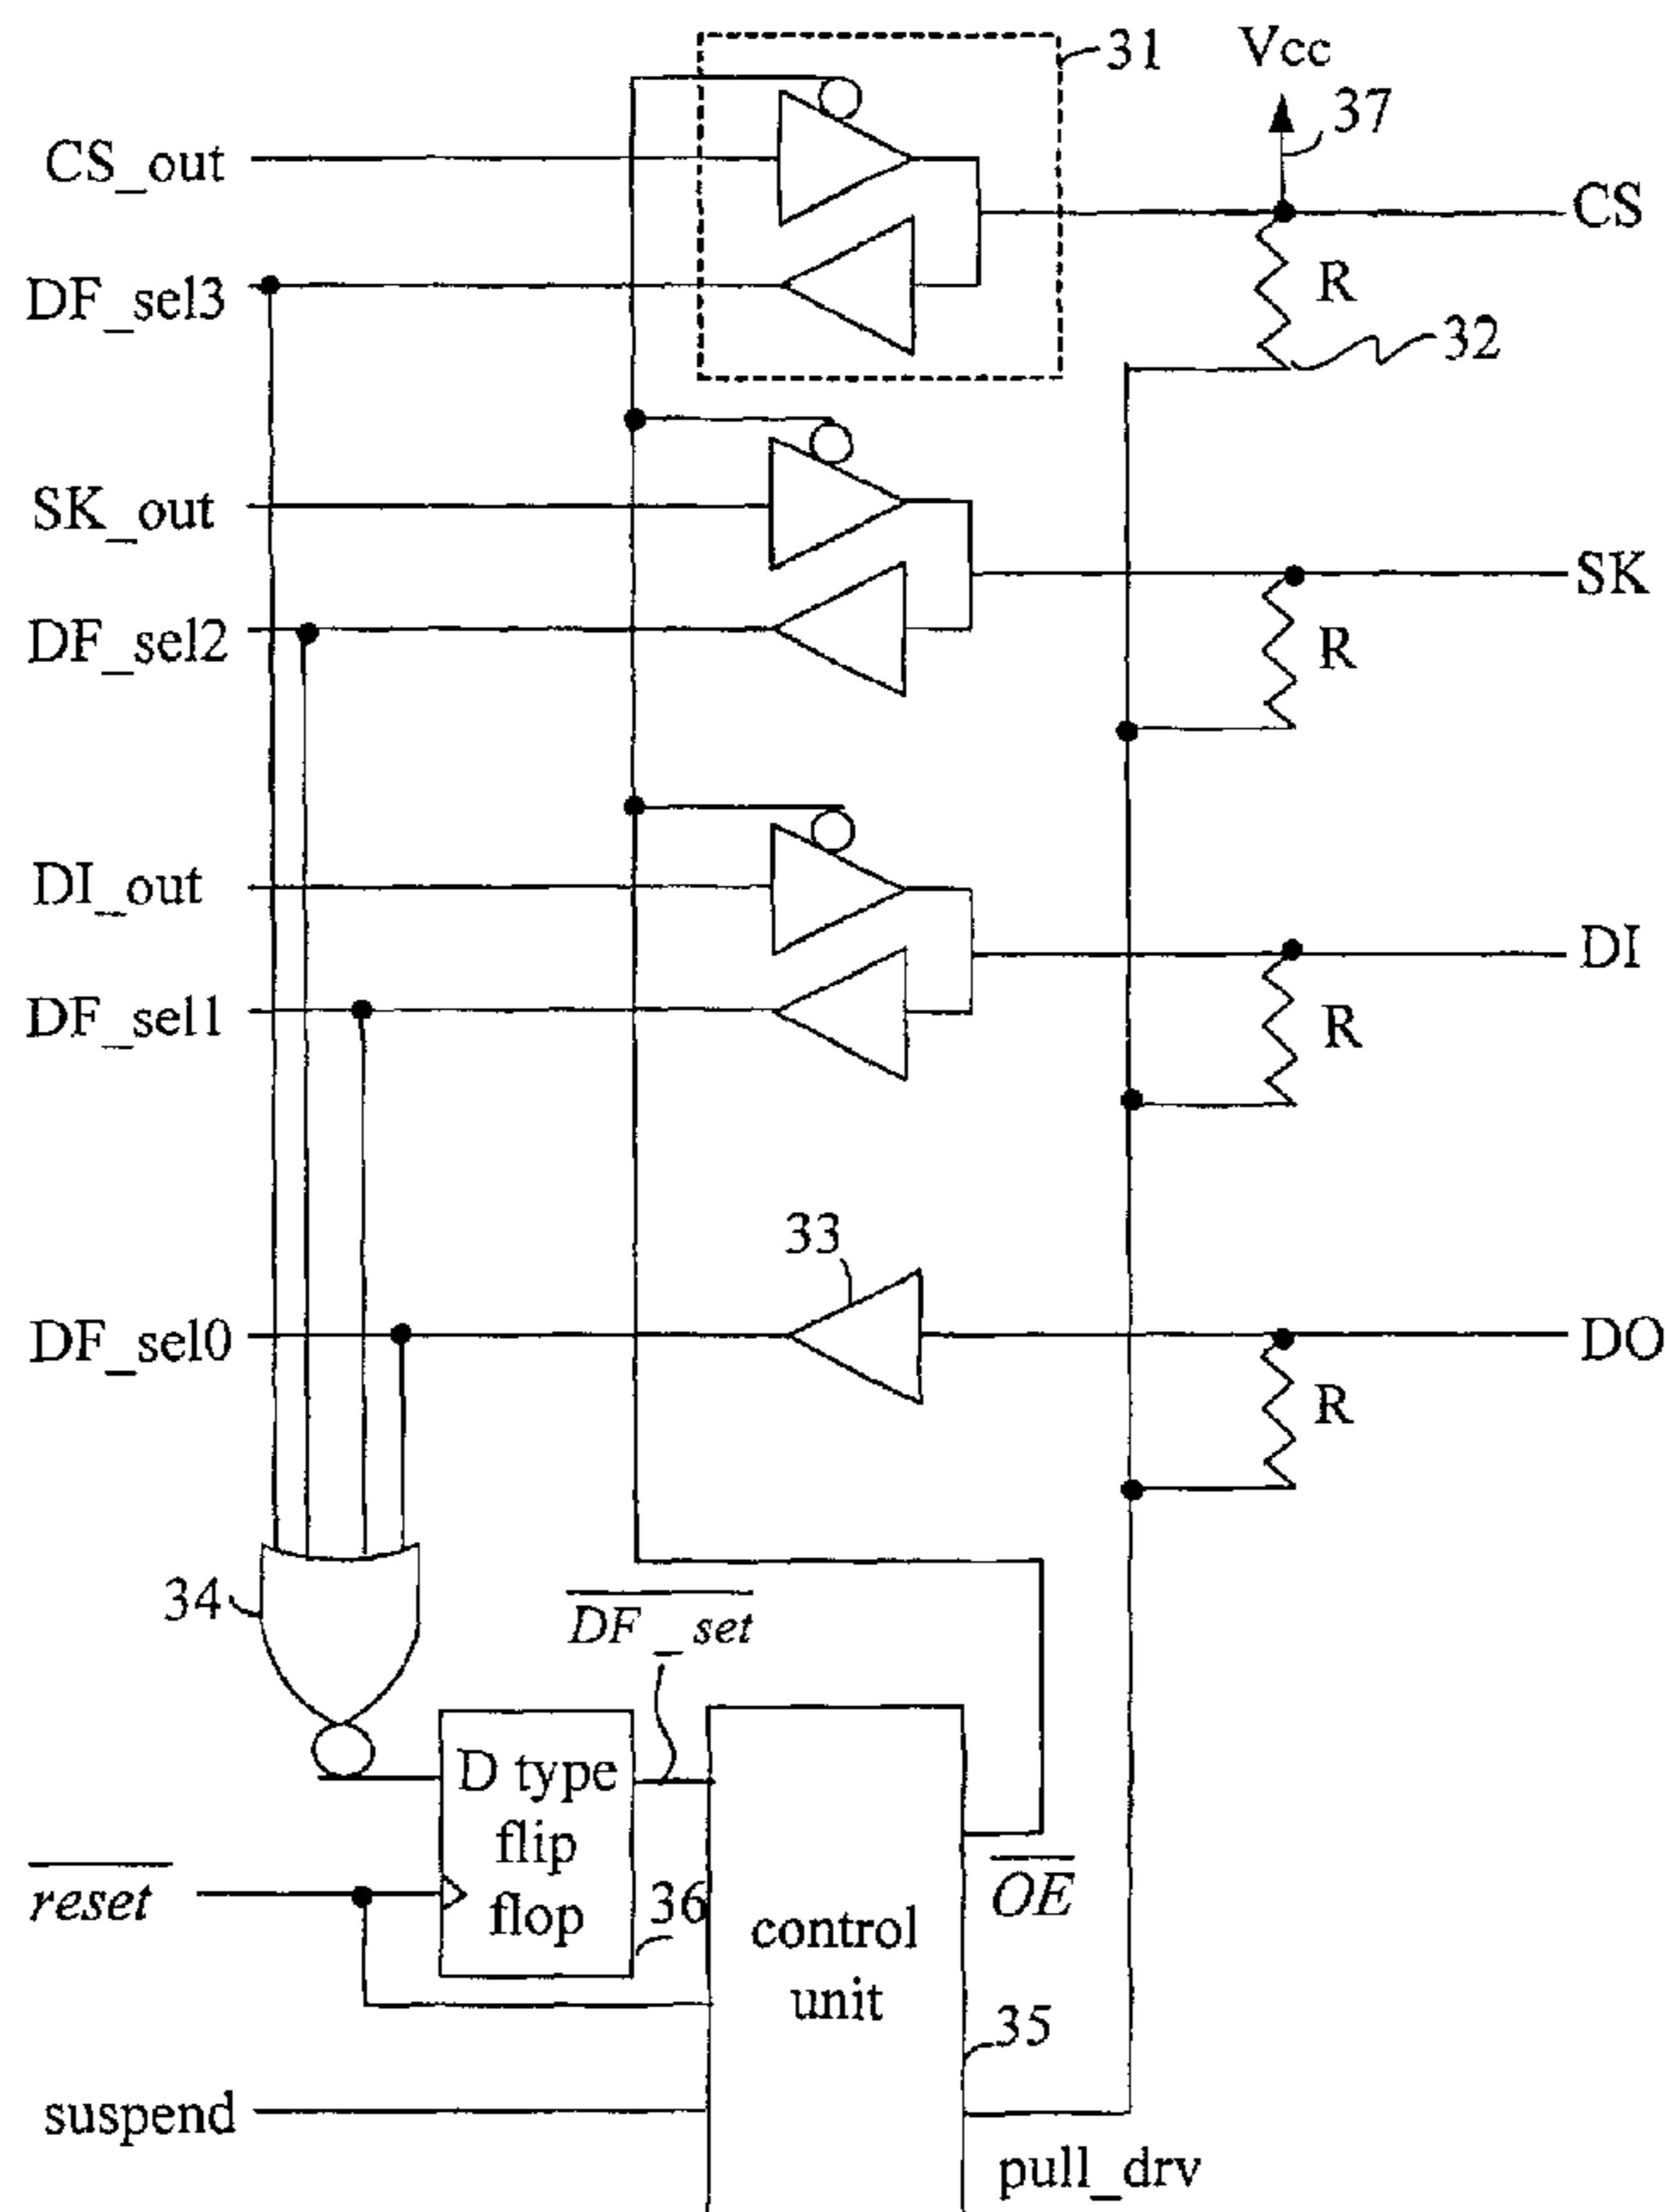 31
Vcc
37
CS_out
CS
DF_sel3
R
32
SK_out
SK
DF_sel2
R
DI_out
DI
DF_sel1
R
33
DF_sel0
DO
R
34
DF_set
D type
flip
flop
reset
36
OE
control
unit
35
suspend
pull_drv